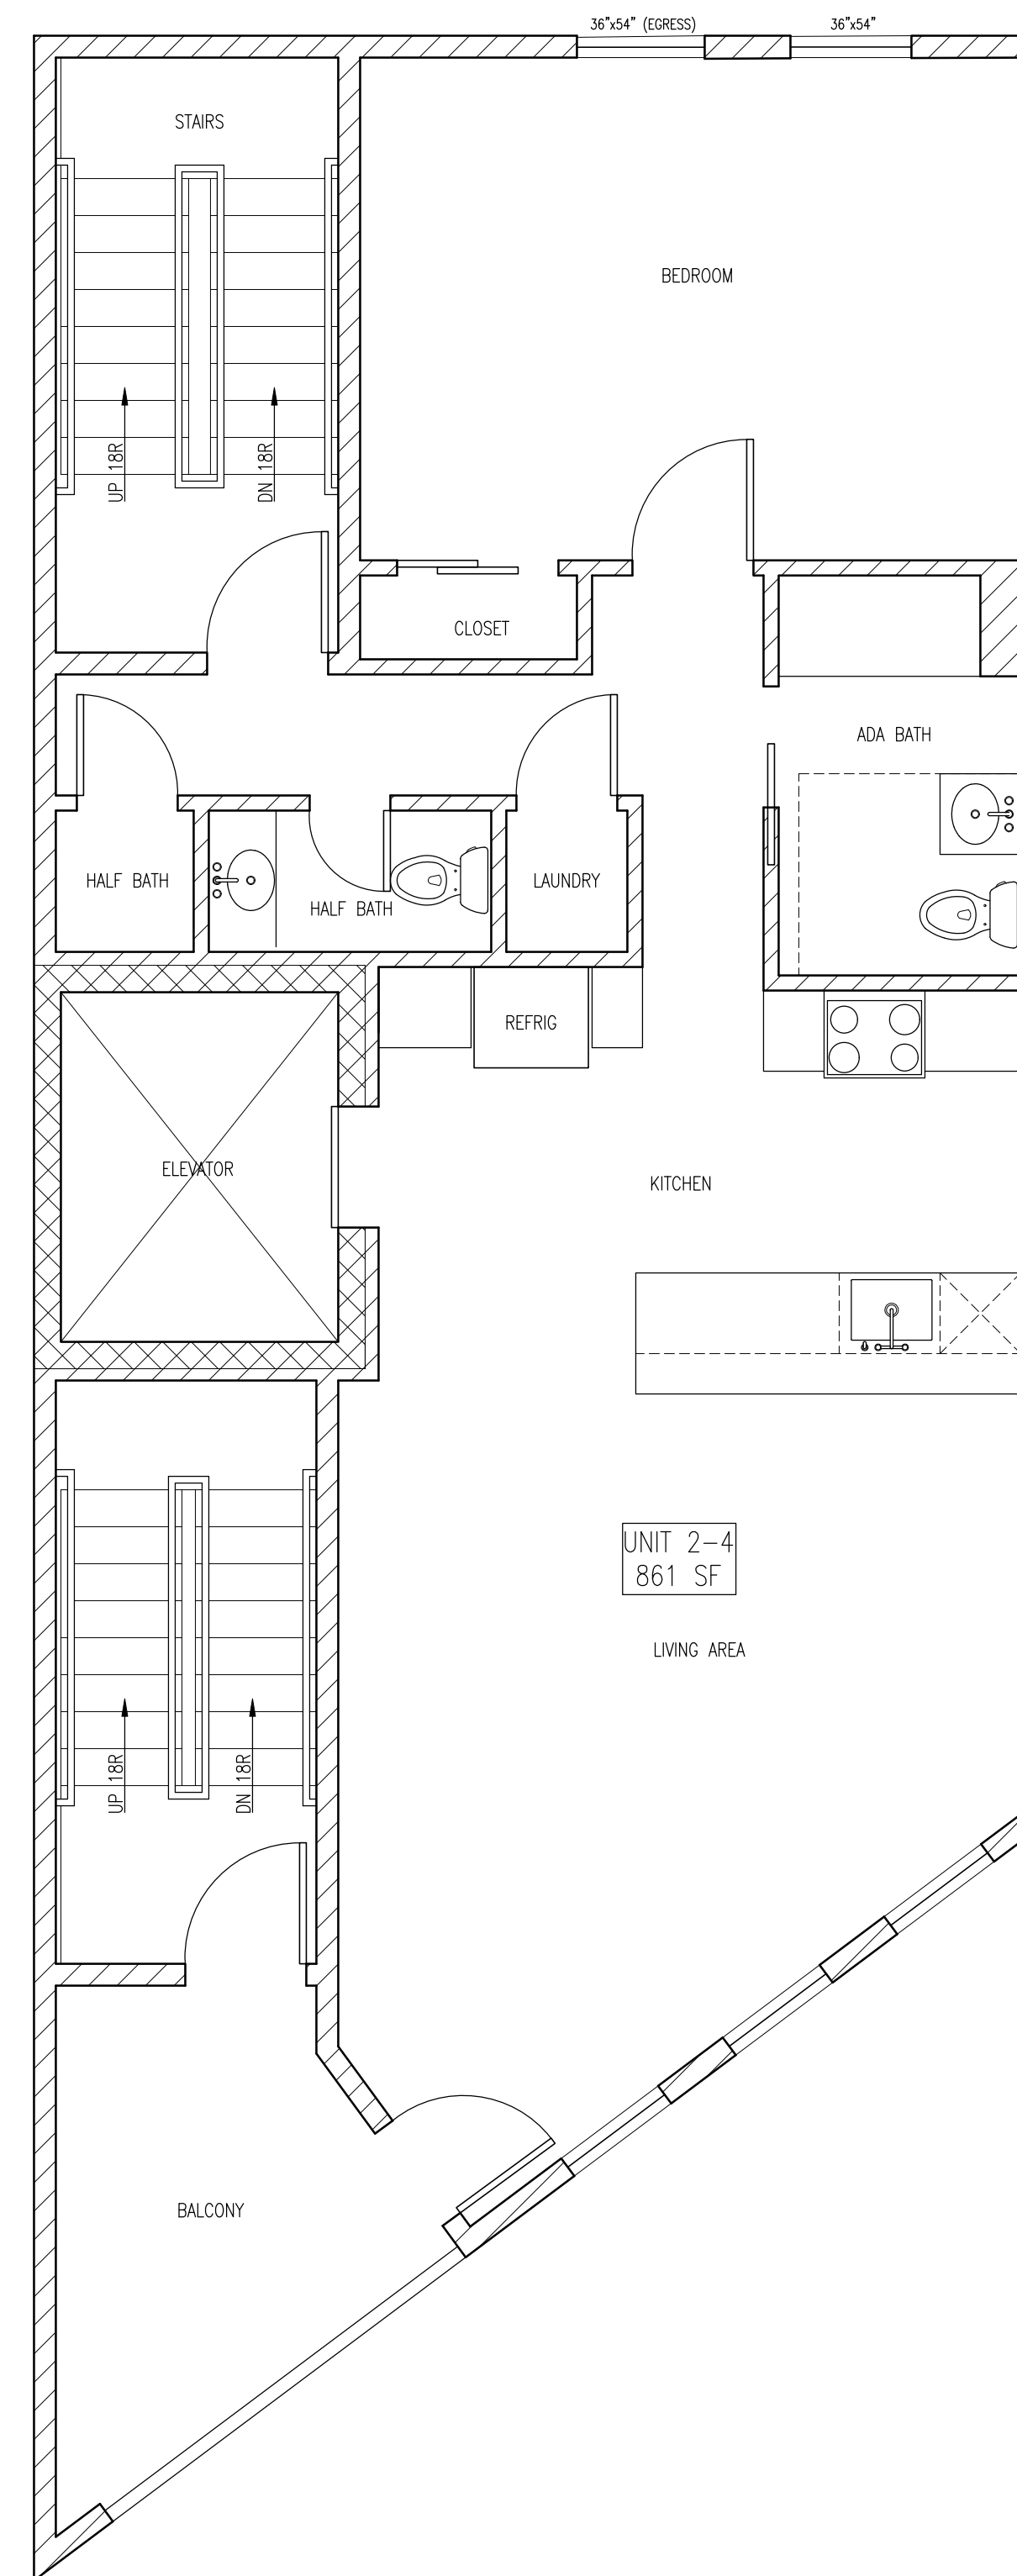 36"x54" (EGRESS)
36"x54"
STAIRS
BEDROOM
UP 18R
DN 18R
CLOSET
ADA BATH
HALF BATH
HALF BATH
LAUNDRY
REFRIG
ELEVATOR
KITCHEN
UNIT 2-4
861 SF
LIVING AREA
UP 18R
DN 18R
BALCONY